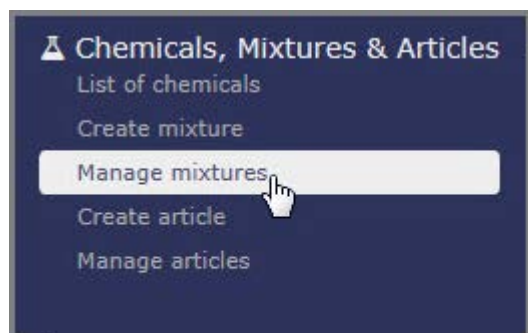 Chemicals, Mixtures & Articles
List of chemicals
Create mixture
Manage mixtures
Create article
Manage articles